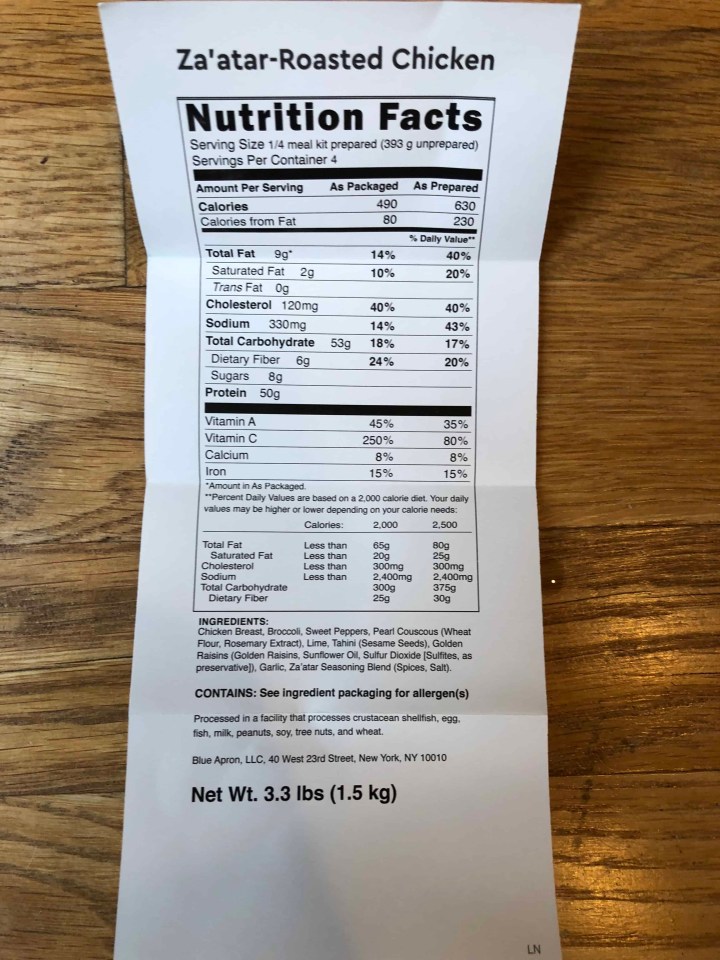 Za'atar-Roasted Chicken
Nutrition Facts
Serving Size 1/4 meal kit prepared (393 g unprepared)
Servings Per Container 4
Amount Per Serving As Packaged As Prepared
Calories 490 630
Calories from Fat 80 230
% Daily Value**
Total Fat 9g* 14% 40%
Saturated Fat 2g 10% 20%
Trans Fat 0g
Cholesterol 120mg 40% 40%
Sodium 330mg 14% 43%
Total Carbohydrate 53g 18% 17%
Dietary Fiber 6g 24% 20%
Sugars 8g
Protein 50g
Vitamin A 45% 35%
Vitamin C 250% 80%
Calcium 8% 8%
Iron 15% 15%
*Amount in As Packaged.
**Percent Daily Values are based on a 2,000 calorie diet. Your daily
values may be higher or lower depending on your calorie needs:
Calories: 2,000 2,500
Total Fat Less than 65g 80g
Saturated Fat Less than 20g 25g
Cholesterol Less than 300mg 300mg
Sodium Less than 2,400mg 2,400mg
Total Carbohydrate 300g 375g
Dietary Fiber 25g 30g
INGREDIENTS:
Chicken Breast, Broccoli, Sweet Peppers, Pearl Couscous (Wheat
Flour, Rosemary Extract), Lime, Tahini (Sesame Seeds), Golden
Raisins (Golden Raisins, Sunflower Oil, Sulfur Dioxide [Sulfites, as
preservative]), Garlic, Za'atar Seasoning Blend (Spices, Salt).
CONTAINS: See ingredient packaging for allergen(s)
Processed in a facility that processes crustacean shellfish, egg,
fish, milk, peanuts, soy, tree nuts, and wheat.
Blue Apron, LLC, 40 West 23rd Street, New York, NY 10010
Net Wt. 3.3 lbs (1.5 kg)
LN